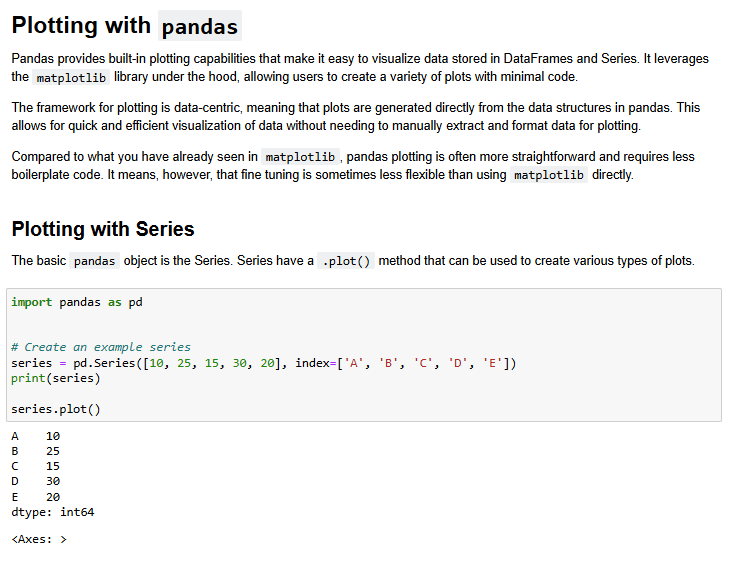 Plotting with pandas
Pandas provides built-in plotting capabilities that make it easy to visualize data stored in DataFrames and Series. It leverages
the matplotlib library under the hood, allowing users to create a variety of plots with minimal code.
The framework for plotting is data-centric, meaning that plots are generated directly from the data structures in pandas. This
allows for quick and efficient visualization of data without needing to manually extract and format data for plotting.
Compared to what you have already seen in matplotlib , pandas plotting is often more straightforward and requires less
boilerplate code. It means, however, that fine tuning is sometimes less flexible than using matplotlib directly.
Plotting with Series
The basic pandas object is the Series. Series have a .plot() method that can be used to create various types of plots.
import pandas as pd
# Create an example series
series = pd.Series([10, 25, 15, 30, 20], index=['A', 'B', 'C', 'D', 'E'])
print(series)
series.plot()
A    10
B    25
C    15
D    30
E    20
dtype: int64
<Axes: >